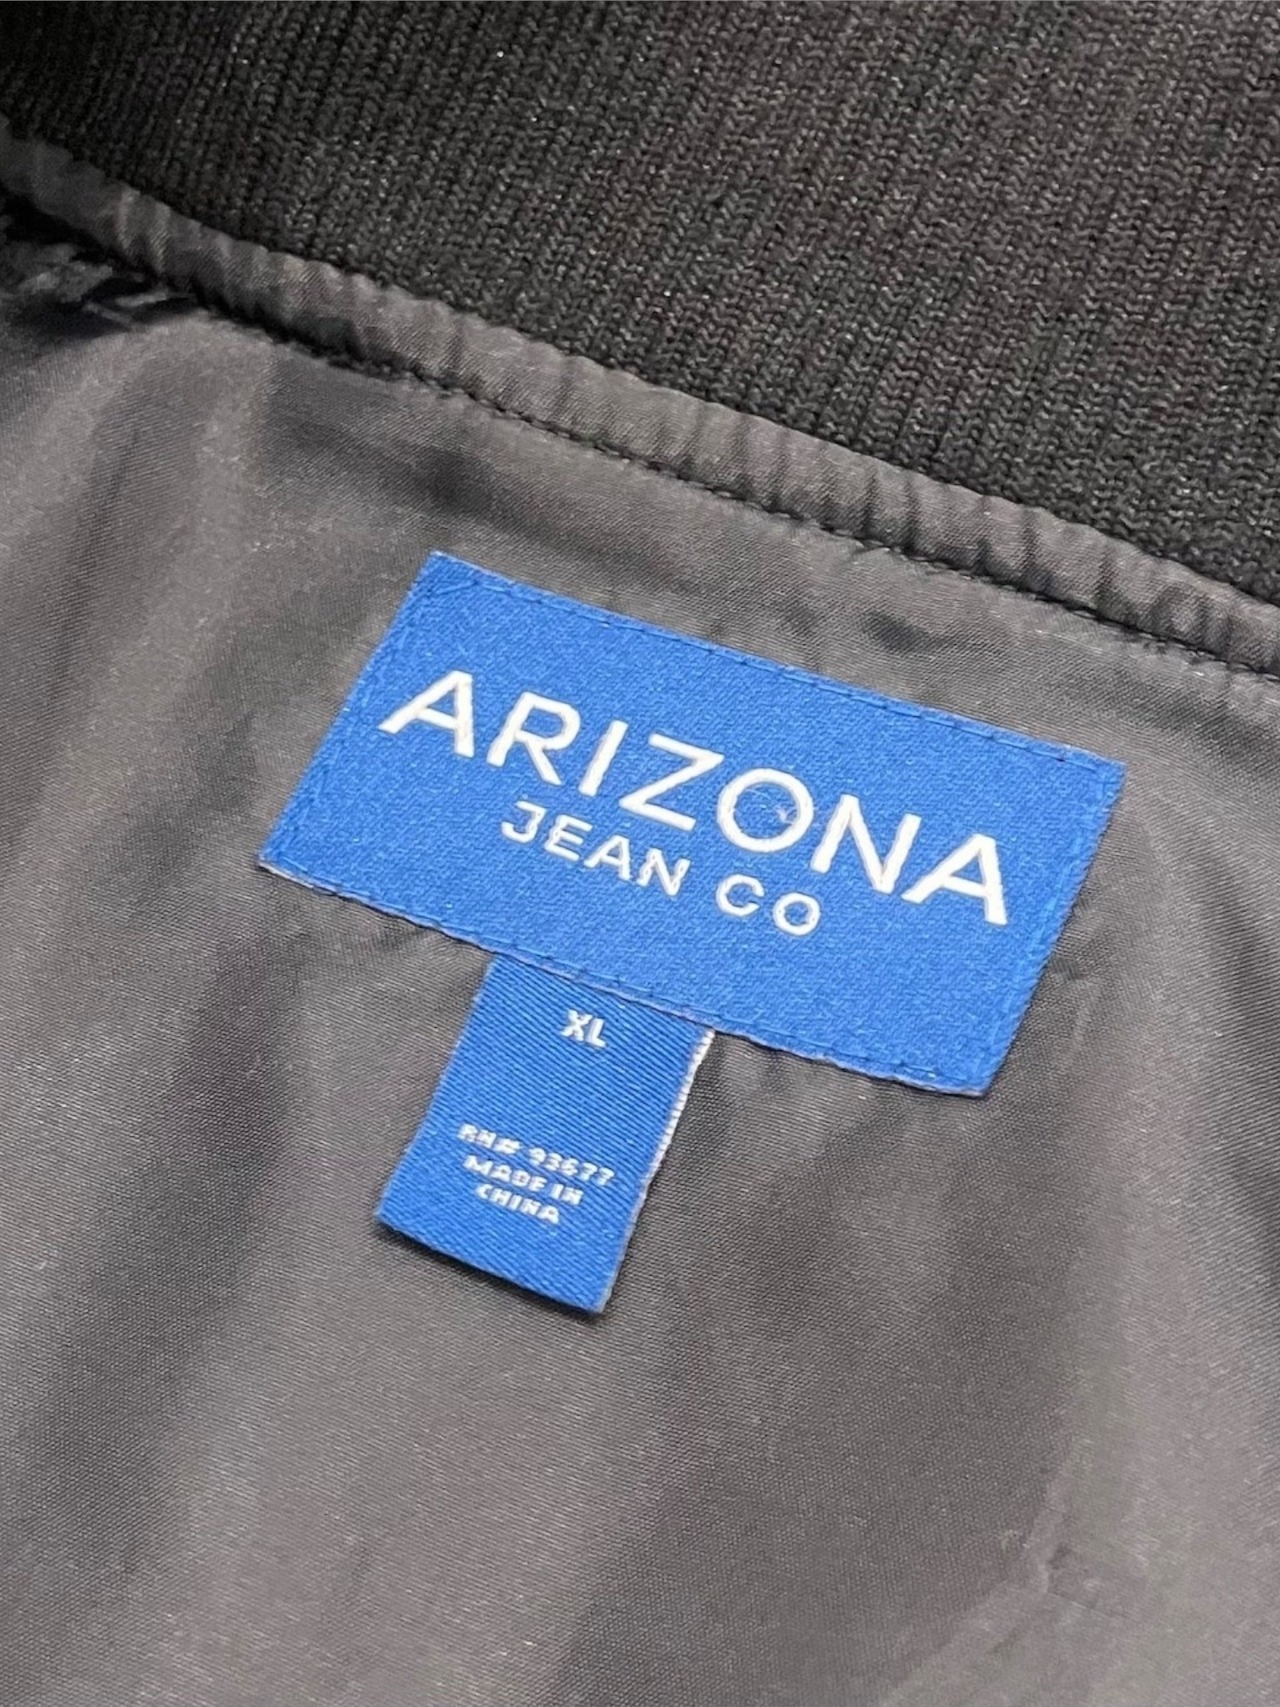 ARIZONA
JEAN CO
XL
RN# 93677
MADE IN
CHINA